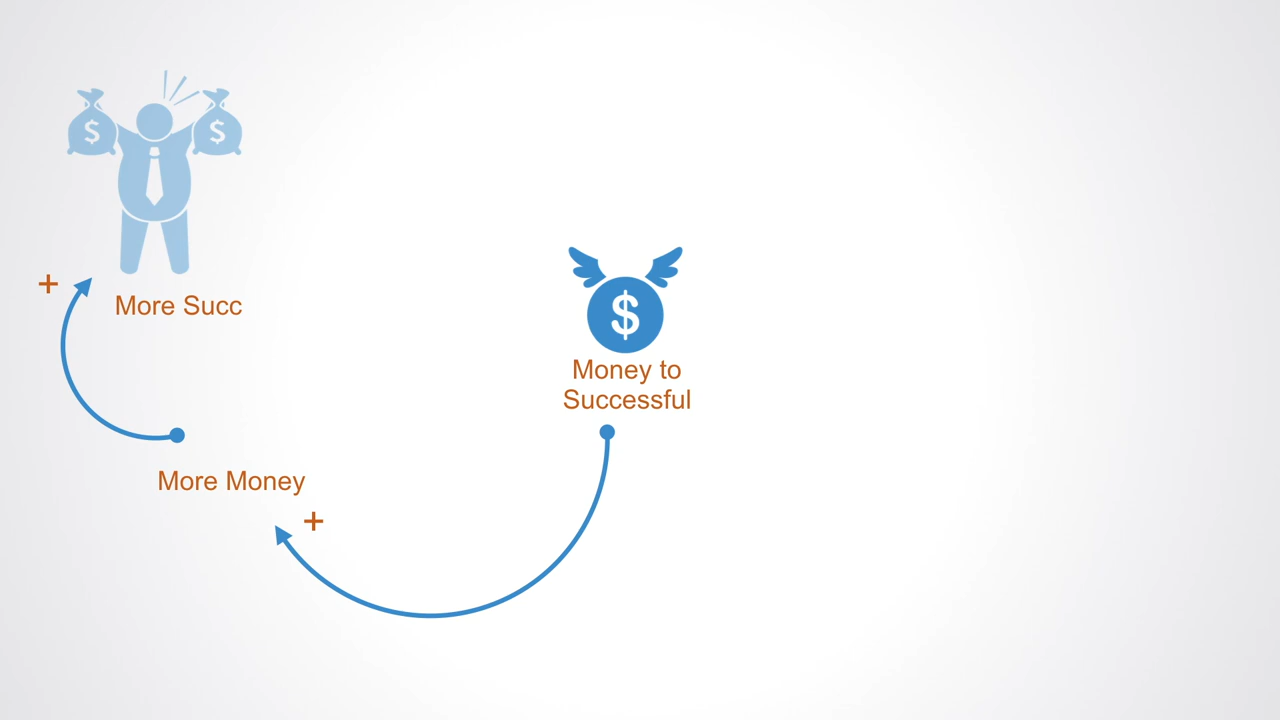 $ $
+
More Succ
$
Money to
Successful
More Money
+